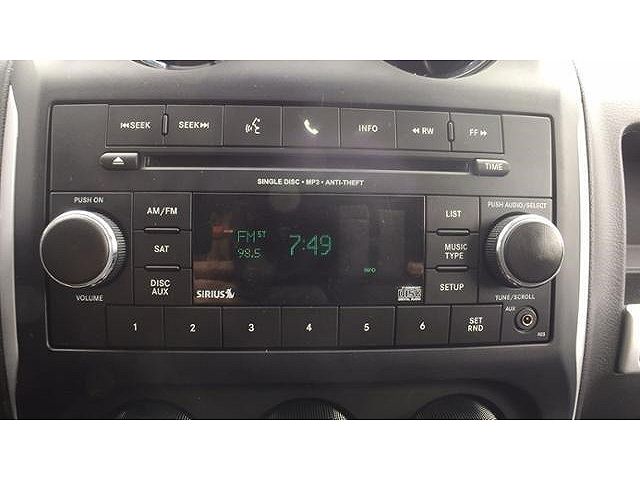 SEEK SEEK INFO RW FF
TIME
SINGLE DISC • MP3 • ANTI-THEFT
PUSH ON AM/FM LIST PUSH AUDIO/SELECT
FM ST 7:49
98.5
SAT MUSIC TYPE
INFO
DISC AUX SIRIUS SETUP
VOLUME TUNE/SCROLL
1 2 3 4 5 6 SET RND AUX
RES